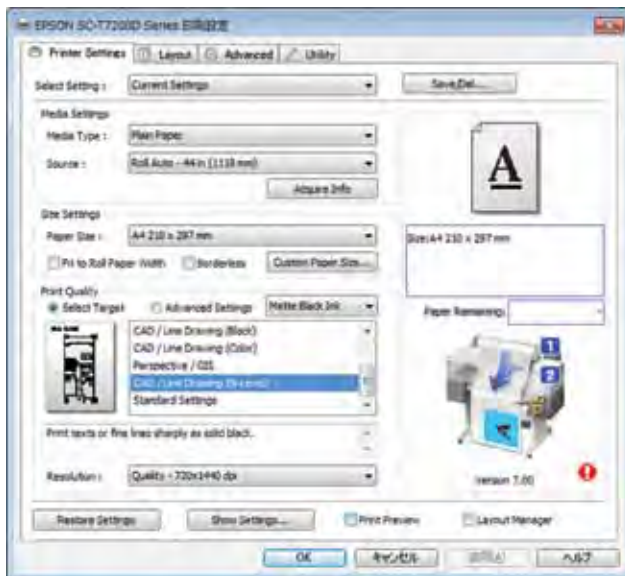 EPSON SC-T7200D Series 印刷設定
Printer Settings Layout Advanced Utility
Select Setting : Current Settings Save/Del...
Media Settings
Media Type : Plain Paper
Source : Roll Auto - 44 in (1118 mm)
Acquire Info
A
Size Settings
Paper Size : A4 210 x 297 mm
Size:A4 210 x 297 mm
Fit to Roll Paper Width Borderless Custom Paper Size...
Print Quality
Select Target Advanced Settings Matte Black Ink
Paper Remaining:
CAD / Line Drawing (Black)
CAD / Line Drawing (Color)
Perspective / GIS
CAD / Line Drawing
Standard Settings
1
2
Print texts or fine lines sharply as solid black.
Resolution : Quality - 720x1440 dpi
Version 7.00
Restore Settings Show Settings... Print Preview Layout Manager
OK キャンセル ヘルプ